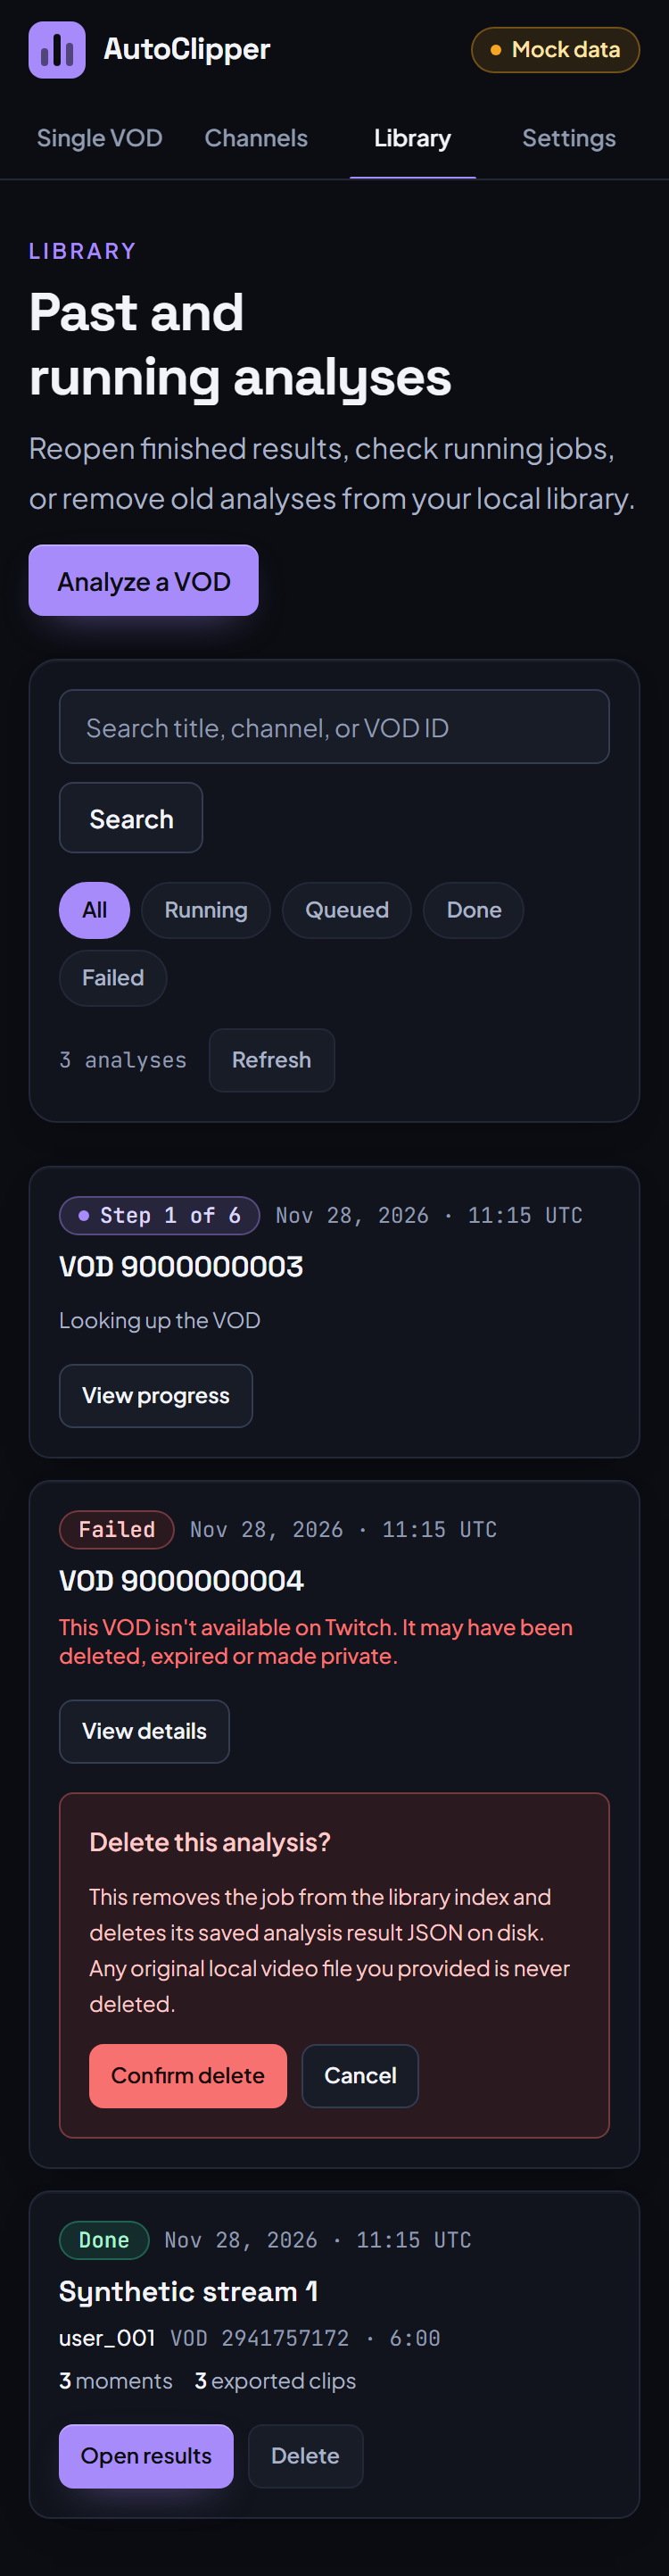 AutoClipper
Mock data
Single VOD
Channels
Library
Settings
LIBRARY
Past and
running analyses
Reopen finished results, check running jobs,
or remove old analyses from your local library.
Analyze a VOD
Search title, channel, or VOD ID
Search
All
Running
Queued
Done
Failed
3 analyses
Refresh
Step 1 of 6
Nov 28, 2026 · 11:15 UTC
VOD 9000000003
Looking up the VOD
View progress
Failed
Nov 28, 2026 · 11:15 UTC
VOD 9000000004
This VOD isn't available on Twitch. It may have been
deleted, expired or made private.
View details
Delete this analysis?
This removes the job from the library index and
deletes its saved analysis result JSON on disk.
Any original local video file you provided is never
deleted.
Confirm delete
Cancel
Done
Nov 28, 2026 · 11:15 UTC
Synthetic stream 1
user_001 VOD 2941757172 · 6:00
3 moments 3 exported clips
Open results
Delete